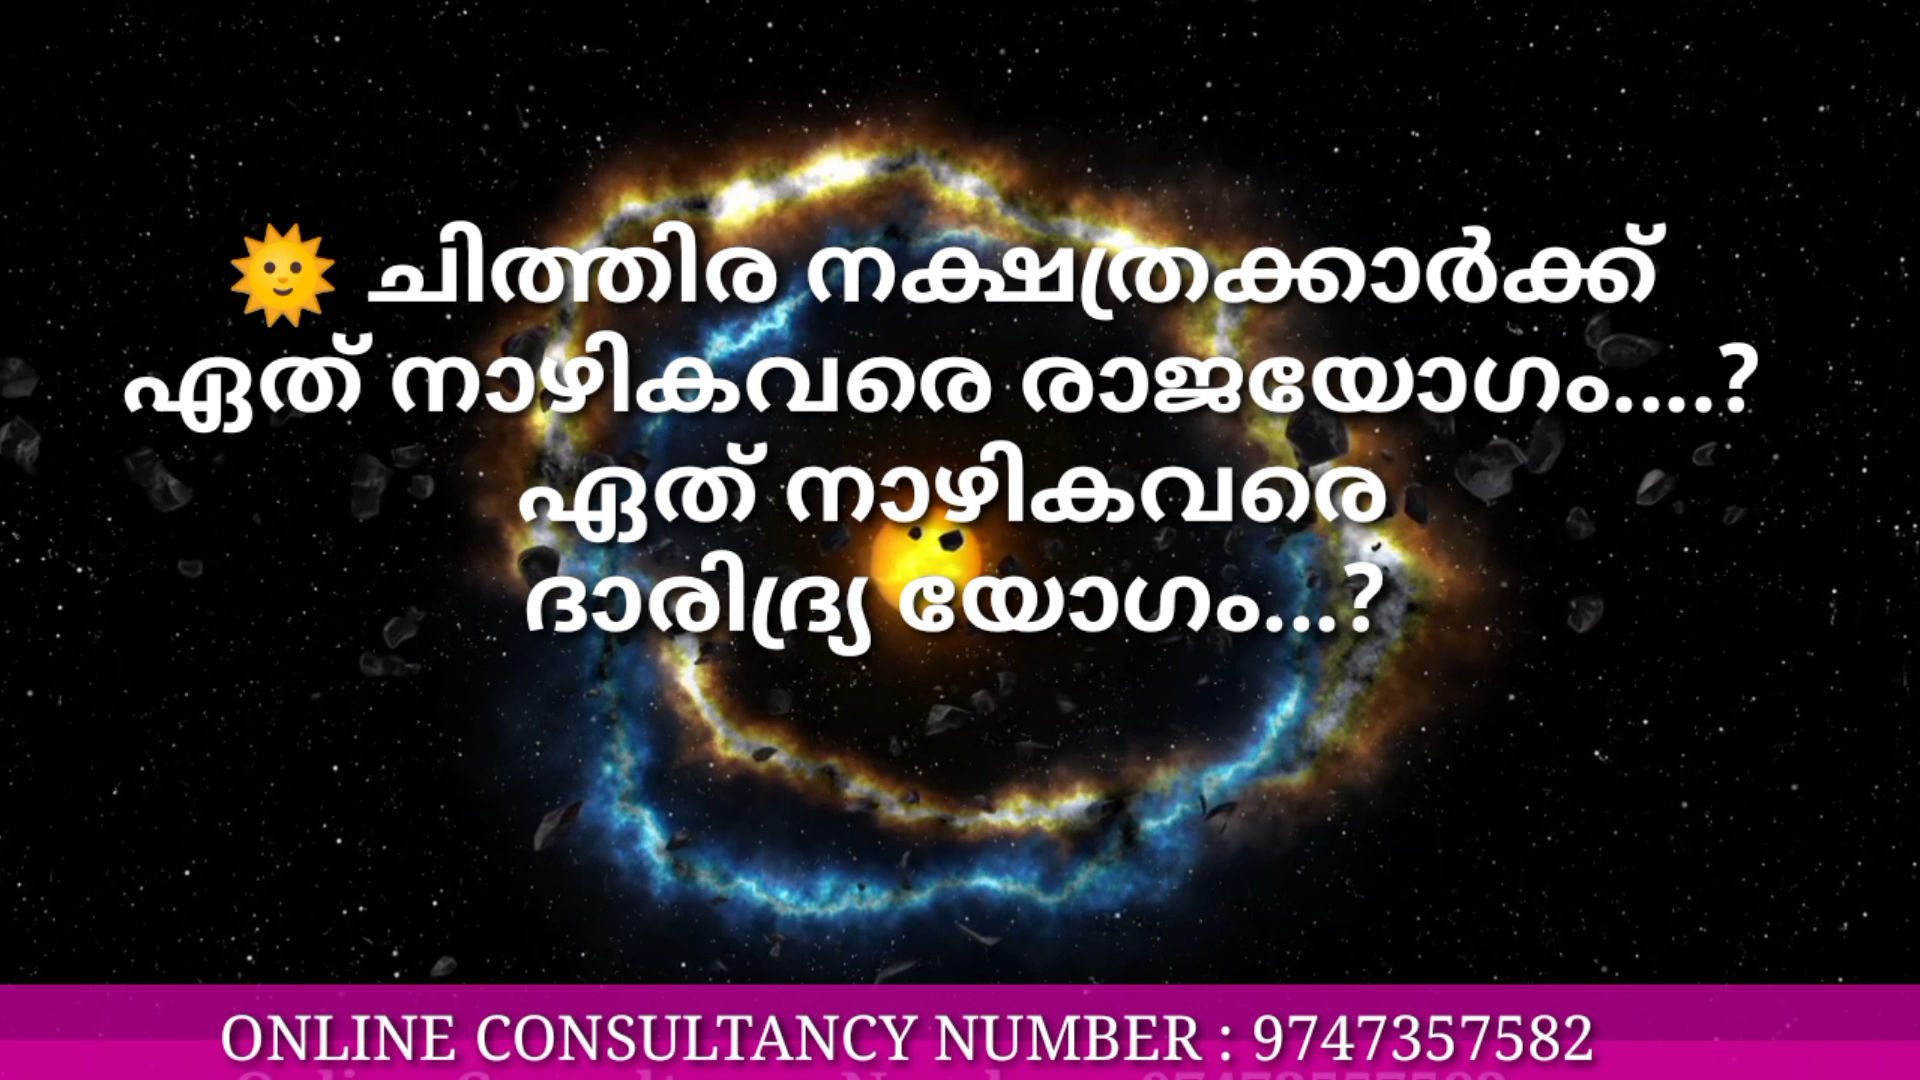 🌞 ചിത്തിര നക്ഷത്രക്കാർക്ക്
ഏത് നാഴികവരെ രാജയോഗം....?
ഏത് നാഴികവരെ
ദാരിദ്ര്യ യോഗം...?
ONLINE CONSULTANCY NUMBER : 9747357582